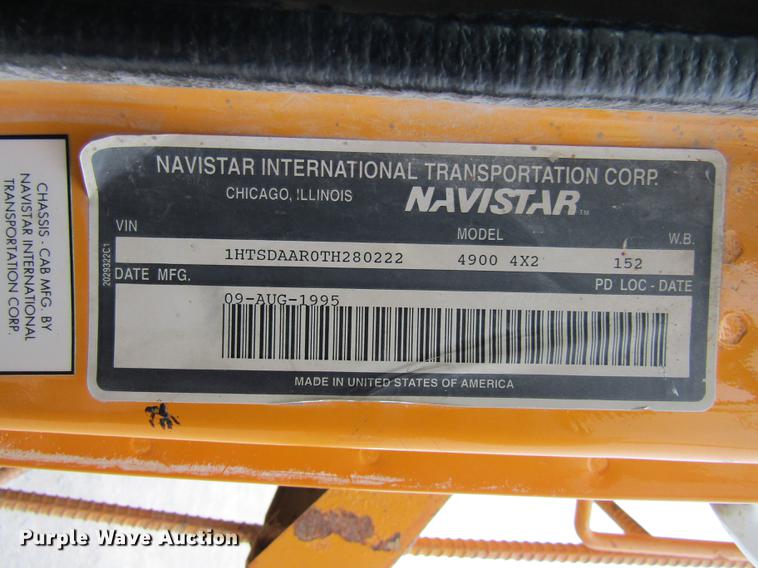 CHASSIS - CAB MFG. BY
NAVISTAR INTERNATIONAL
TRANSPORTATION CORP.
2029322C1
NAVISTAR INTERNATIONAL TRANSPORTATION CORP.
CHICAGO, ILLINOIS NAVISTAR™
VIN MODEL W.B.
1HTSDAAR0TH280222 4900 4X2 152
DATE MFG. PD LOC - DATE
09-AUG-1995
MADE IN UNITED STATES OF AMERICA
Purple Wave Auction